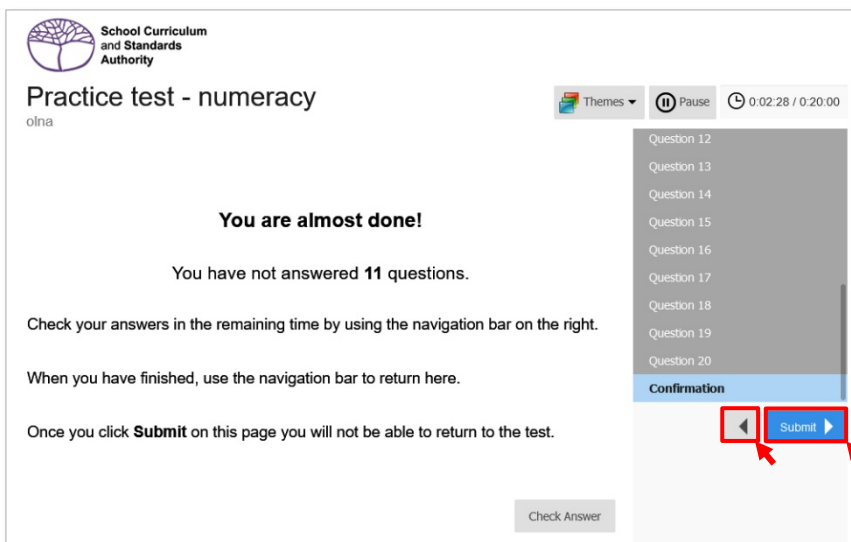 School Curriculum
and Standards
Authority
Practice test - numeracy
olna
Themes
Pause
0:02:28 / 0:20:00
Question 12
Question 13
Question 14
Question 15
Question 16
Question 17
Question 18
Question 19
Question 20
Confirmation
You are almost done!
You have not answered 11 questions.
Check your answers in the remaining time by using the navigation bar on the right.
When you have finished, use the navigation bar to return here.
Once you click Submit on this page you will not be able to return to the test.
Submit
Check Answer